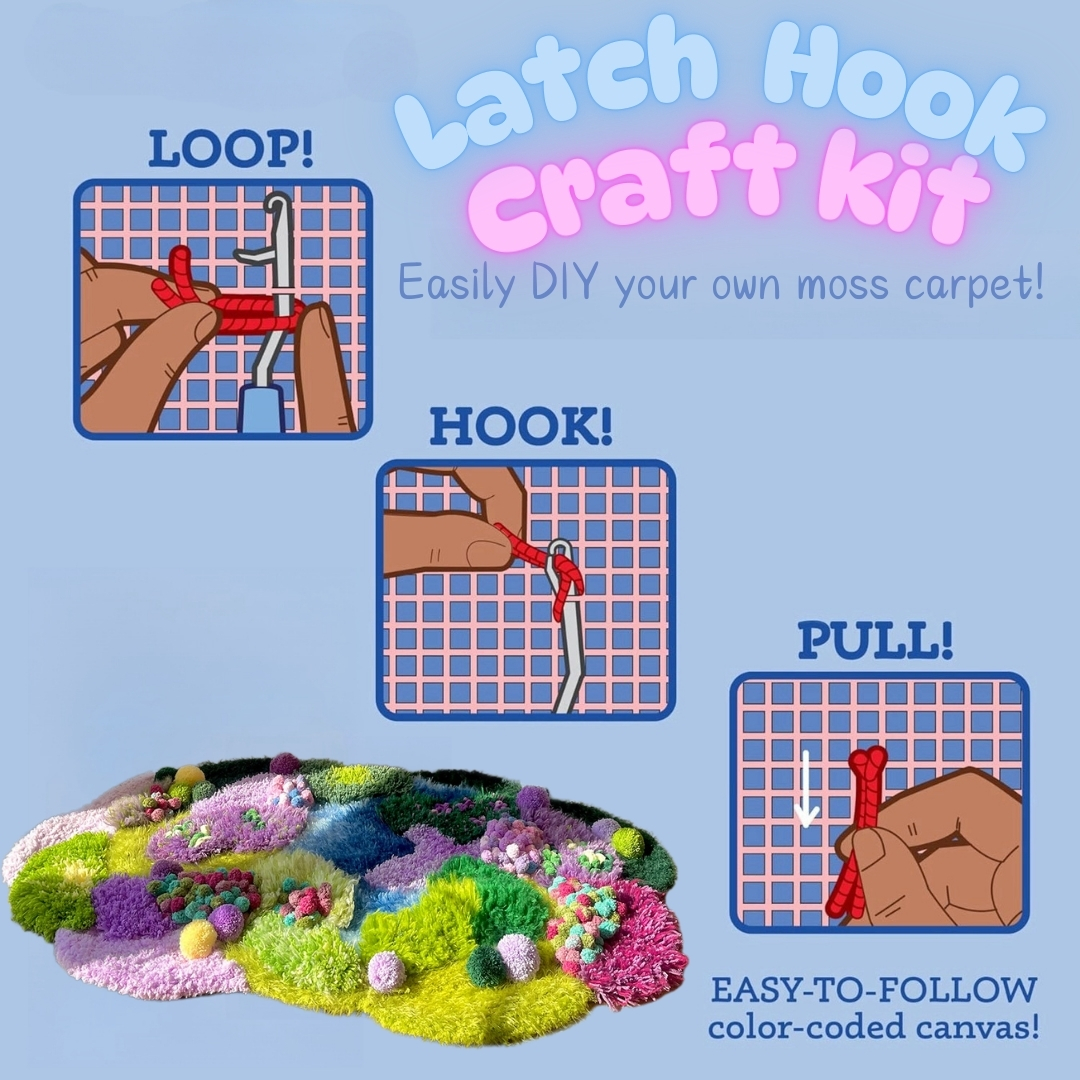 Latch Hook
Craft kit
Easily DIY your own moss carpet!
LOOP!
HOOK!
PULL!
EASY-TO-FOLLOW
color-coded canvas!